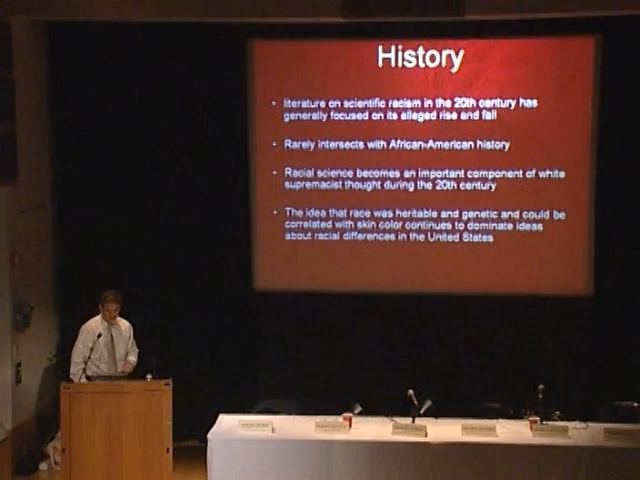 History
• literature on scientific racism in the 20th century has
generally focused on its alleged rise and fall
• Rarely intersects with African-American history
• Racial science becomes an important component of white
supremacist thought during the 20th century
• The idea that race was heritable and genetic and could be
correlated with skin color continues to dominate ideas
about racial differences in the United States